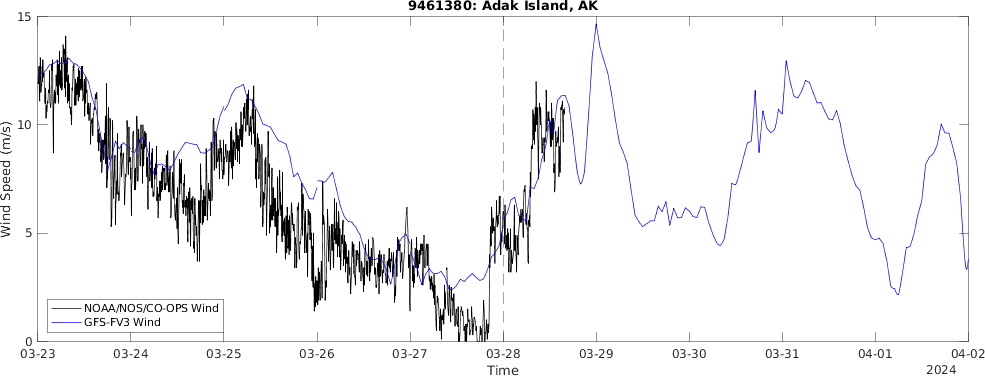 9461380: Adak Island, AK
Wind Speed (m/s)
15
10
5
0
NOAA/NOS/CO-OPS Wind
GFS-FV3 Wind
03-23 03-24 03-25 03-26 03-27 03-28 03-29 03-30 03-31 04-01 04-02
Time
2024